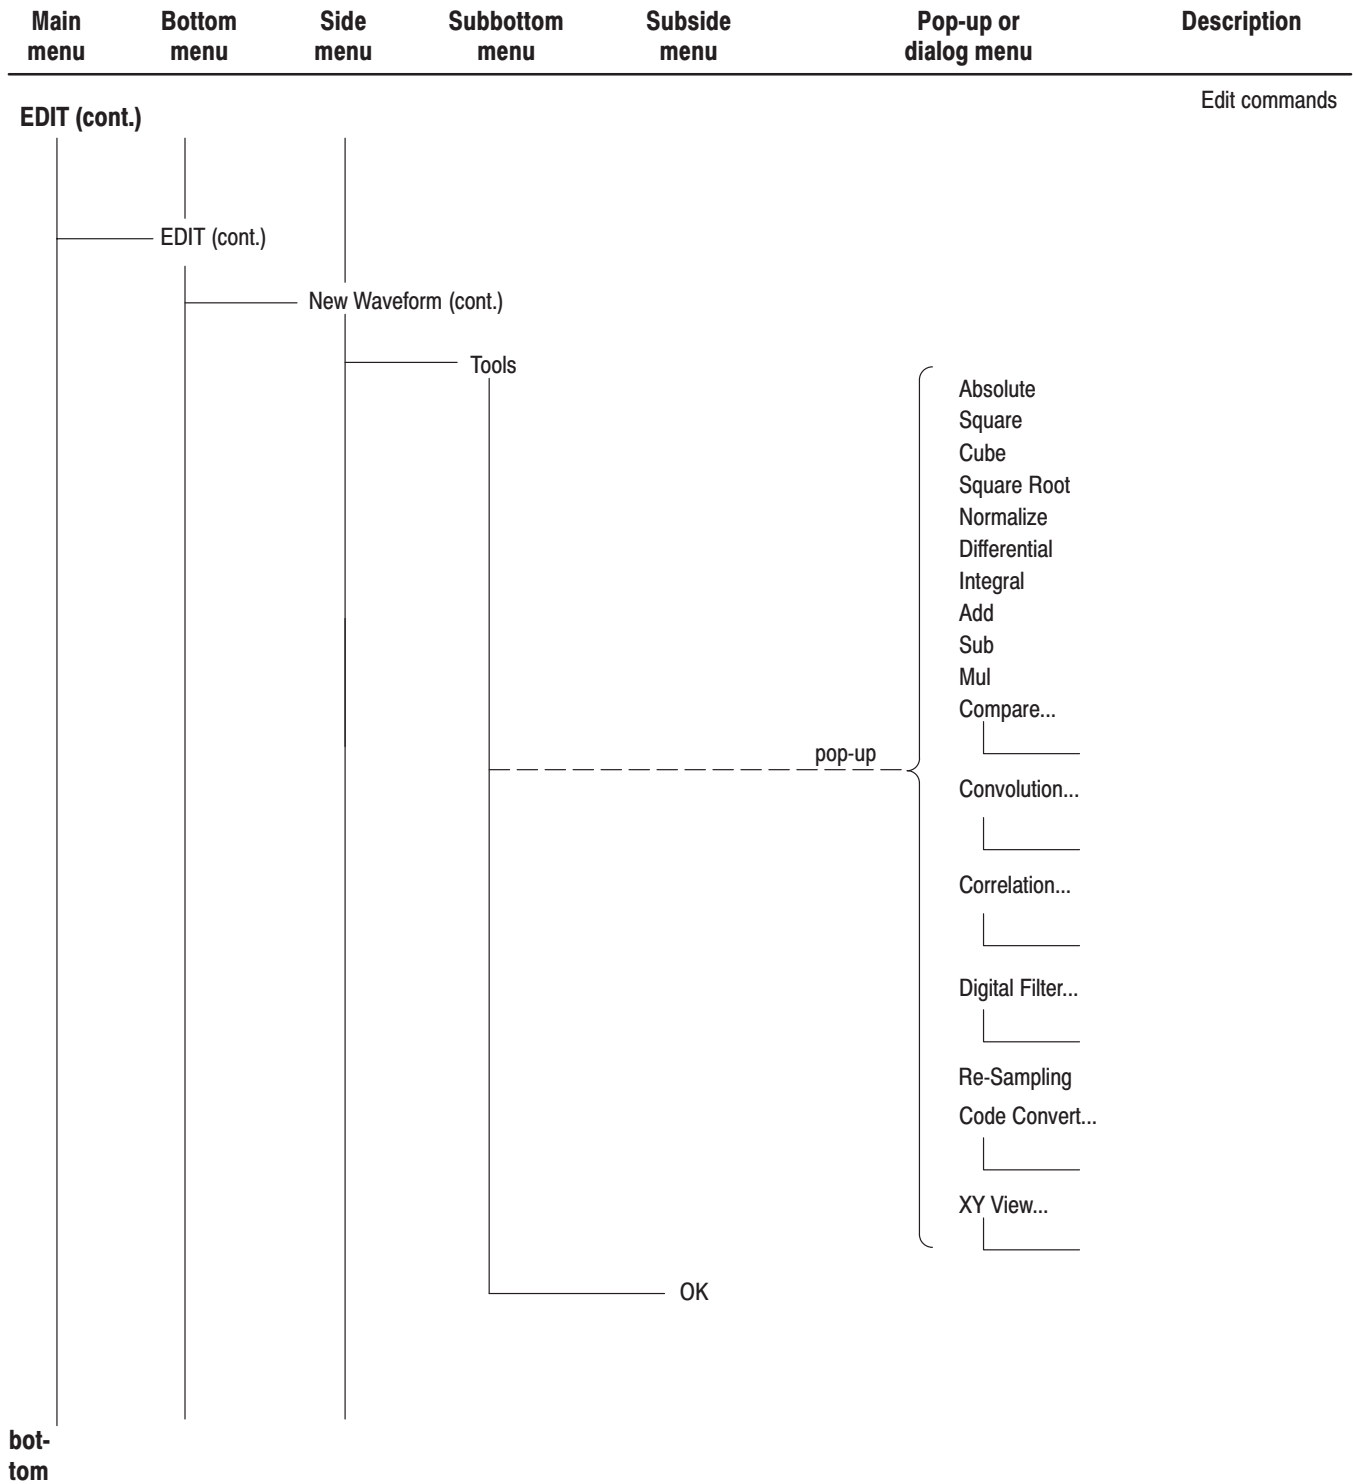 Main menu
Bottom menu
Side menu
Subbottom menu
Subside menu
Pop-up or dialog menu
Description
Edit commands
EDIT (cont.)
EDIT (cont.)
New Waveform (cont.)
Tools
Absolute
Square
Cube
Square Root
Normalize
Differential
Integral
Add
Sub
Mul
Compare...
pop-up
Convolution...
Correlation...
Digital Filter...
Re-Sampling
Code Convert...
XY View...
OK
bot-
tom